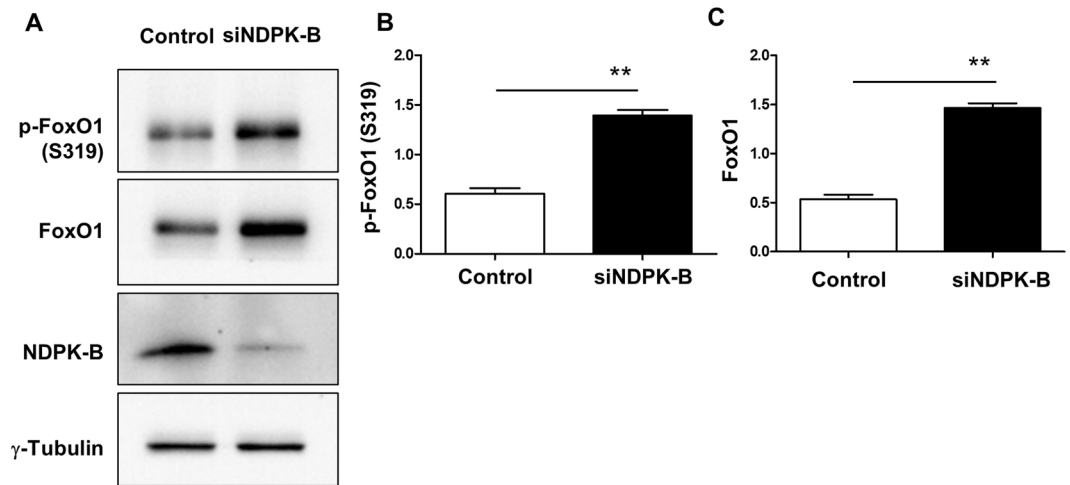 A
Control siNDPK-B
p-FoxO1
(S319)
FoxO1
NDPK-B
γ-Tubulin
B
p-FoxO1 (S319)
2.0
1.5
1.0
0.5
0.0
**
Control siNDPK-B
C
FoxO1
2.0
1.5
1.0
0.5
0.0
**
Control siNDPK-B